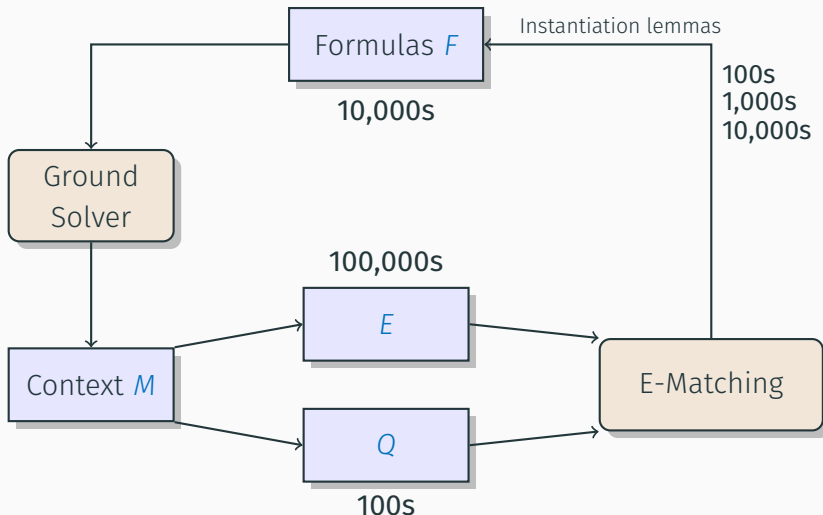 Formulas F
Instantiation lemmas
10,000s
100s
1,000s
10,000s
Ground
Solver
100,000s
E
Context M
E-Matching
Q
100s